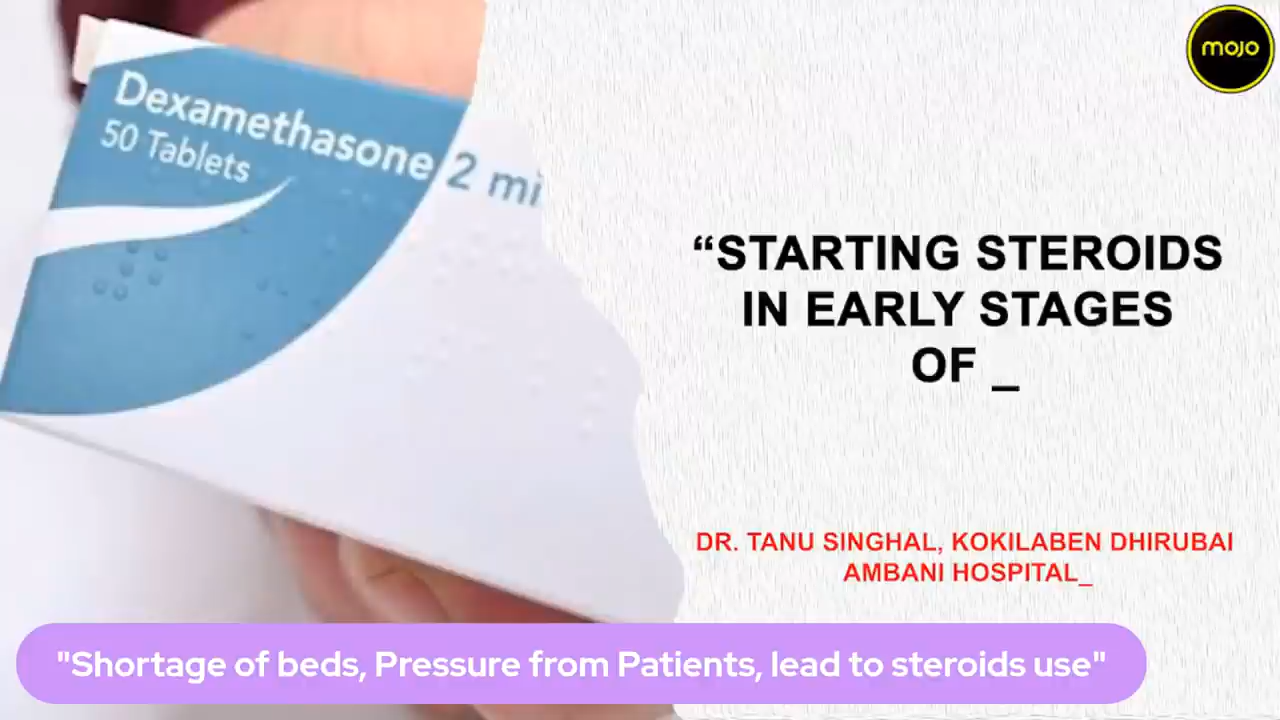 mojo
Dexamethasone 2 mi
50 Tablets
“STARTING STEROIDS
IN EARLY STAGES
OF _
DR. TANU SINGHAL, KOKILABEN DHIRUBAI
AMBANI HOSPITAL_
"Shortage of beds, Pressure from Patients, lead to steroids use"